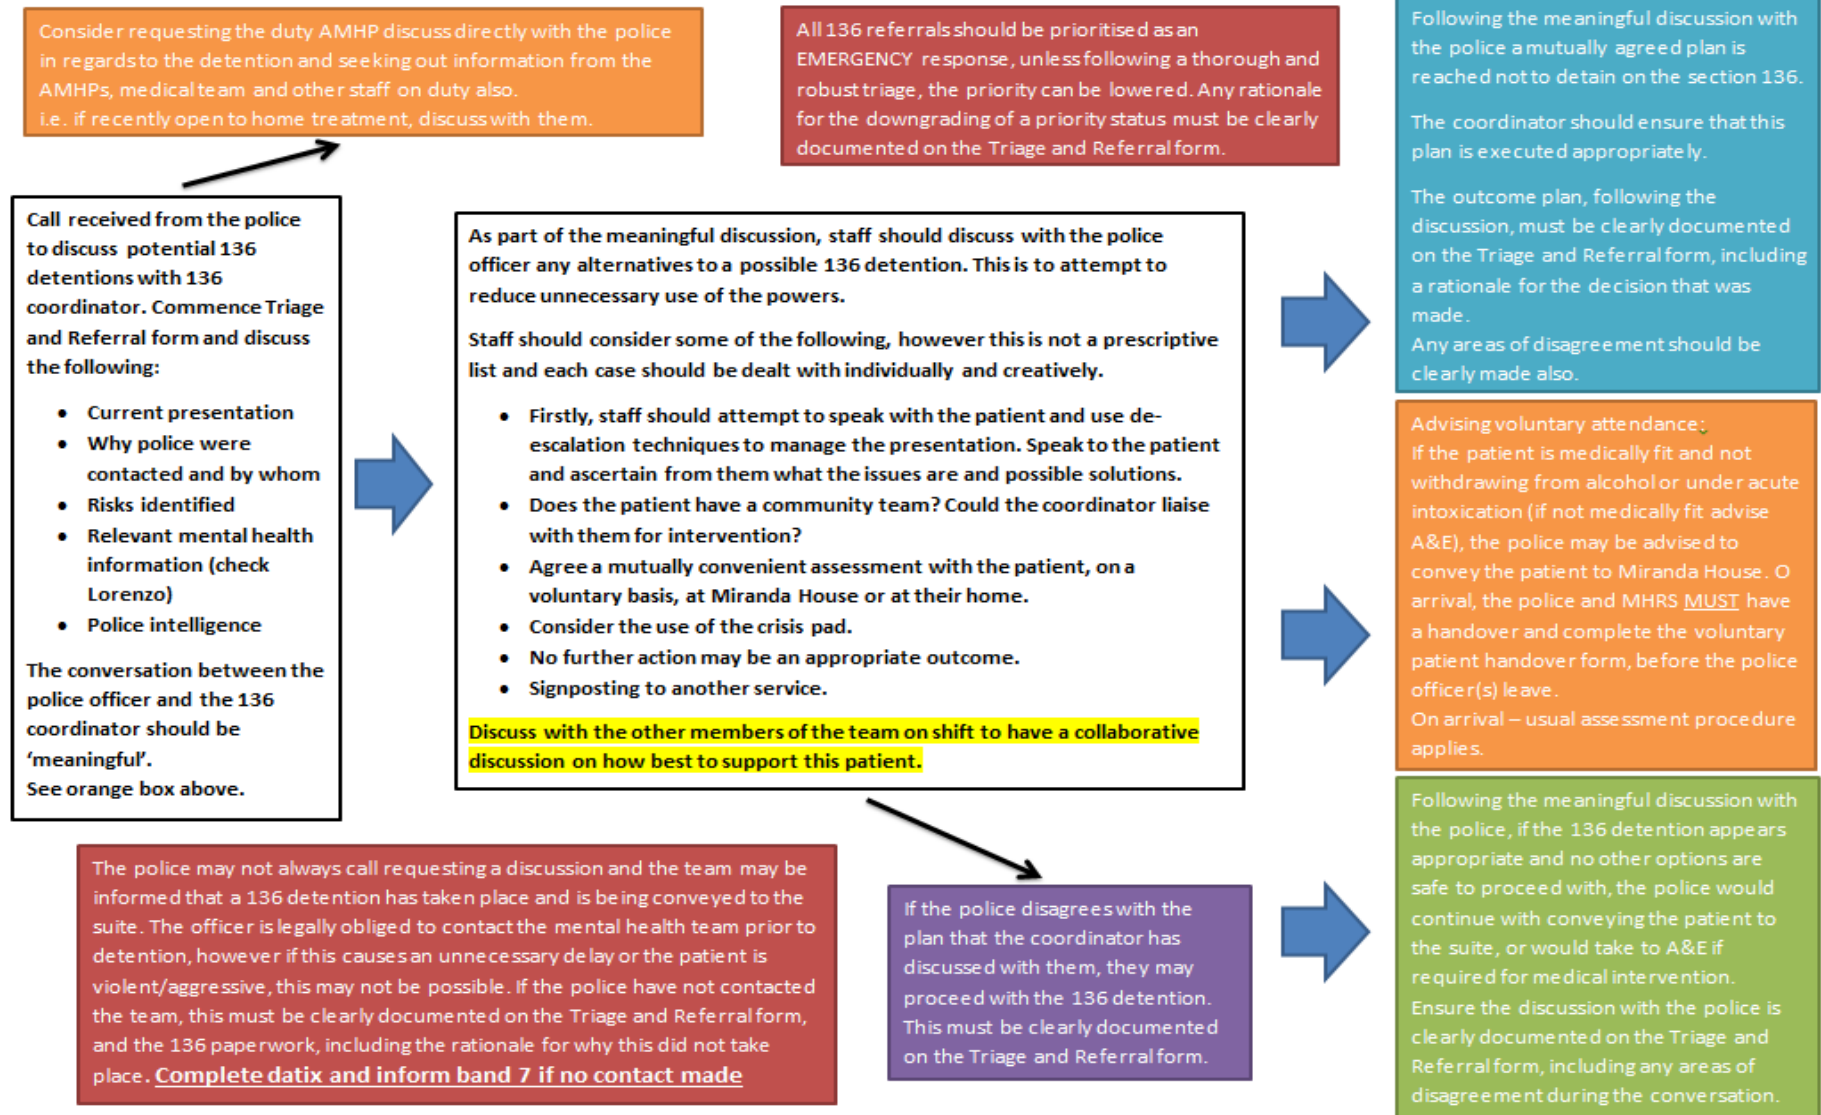 Consider requesting the duty AMHP discuss directly with the police
in regards to the detention and seeking out information from the
AMHPs, medical team and other staff on duty also.
i.e. if recently open to home treatment, discuss with them.
All 136 referrals should be prioritised as an
EMERGENCY response, unless following a thorough and
robust triage, the priority can be lowered. Any rationale
for the downgrading of a priority status must be clearly
documented on the Triage and Referral form.
Following the meaningful discussion with
the police a mutually agreed plan is
reached not to detain on the section 136.
The coordinator should ensure that this
plan is executed appropriately.
The outcome plan, following the
discussion, must be clearly documented
on the Triage and Referral form, including
a rationale for the decision that was
made.
Any areas of disagreement should be
clearly made also.
Call received from the police
to discuss potential 136
detentions with 136
coordinator. Commence Triage
and Referral form and discuss
the following:
• Current presentation
• Why police were
contacted and by whom
• Risks identified
• Relevant mental health
information (check
Lorenzo)
• Police intelligence
The conversation between the
police officer and the 136
coordinator should be
‘meaningful’.
See orange box above.
As part of the meaningful discussion, staff should discuss with the police
officer any alternatives to a possible 136 detention. This is to attempt to
reduce unnecessary use of the powers.
Staff should consider some of the following, however this is not a prescriptive
list and each case should be dealt with individually and creatively.
• Firstly, staff should attempt to speak with the patient and use de-
escalation techniques to manage the presentation. Speak to the patient
and ascertain from them what the issues are and possible solutions.
• Does the patient have a community team? Could the coordinator liaise
with them for intervention?
• Agree a mutually convenient assessment with the patient, on a
voluntary basis, at Miranda House or at their home.
• Consider the use of the crisis pad.
• No further action may be an appropriate outcome.
• Signposting to another service.
Discuss with the other members of the team on shift to have a collaborative
discussion on how best to support this patient.
Advising voluntary attendance:
If the patient is medically fit and not
withdrawing from alcohol or under acute
intoxication (if not medically fit advise
A&E), the police may be advised to
convey the patient to Miranda House. O
arrival, the police and MHRS MUST have
a handover and complete the voluntary
patient handover form, before the police
officer(s) leave.
On arrival – usual assessment procedure
applies.
The police may not always call requesting a discussion and the team may be
informed that a 136 detention has taken place and is being conveyed to the
suite. The officer is legally obliged to contact the mental health team prior to
detention, however if this causes an unnecessary delay or the patient is
violent/aggressive, this may not be possible. If the police have not contacted
the team, this must be clearly documented on the Triage and Referral form,
and the 136 paperwork, including the rationale for why this did not take
place. Complete datix and inform band 7 if no contact made
If the police disagrees with the
plan that the coordinator has
discussed with them, they may
proceed with the 136 detention.
This must be clearly documented
on the Triage and Referral form.
Following the meaningful discussion with
the police, if the 136 detention appears
appropriate and no other options are
safe to proceed with, the police would
continue with conveying the patient to
the suite, or would take to A&E if
required for medical intervention.
Ensure the discussion with the police is
clearly documented on the Triage and
Referral form, including any areas of
disagreement during the conversation.